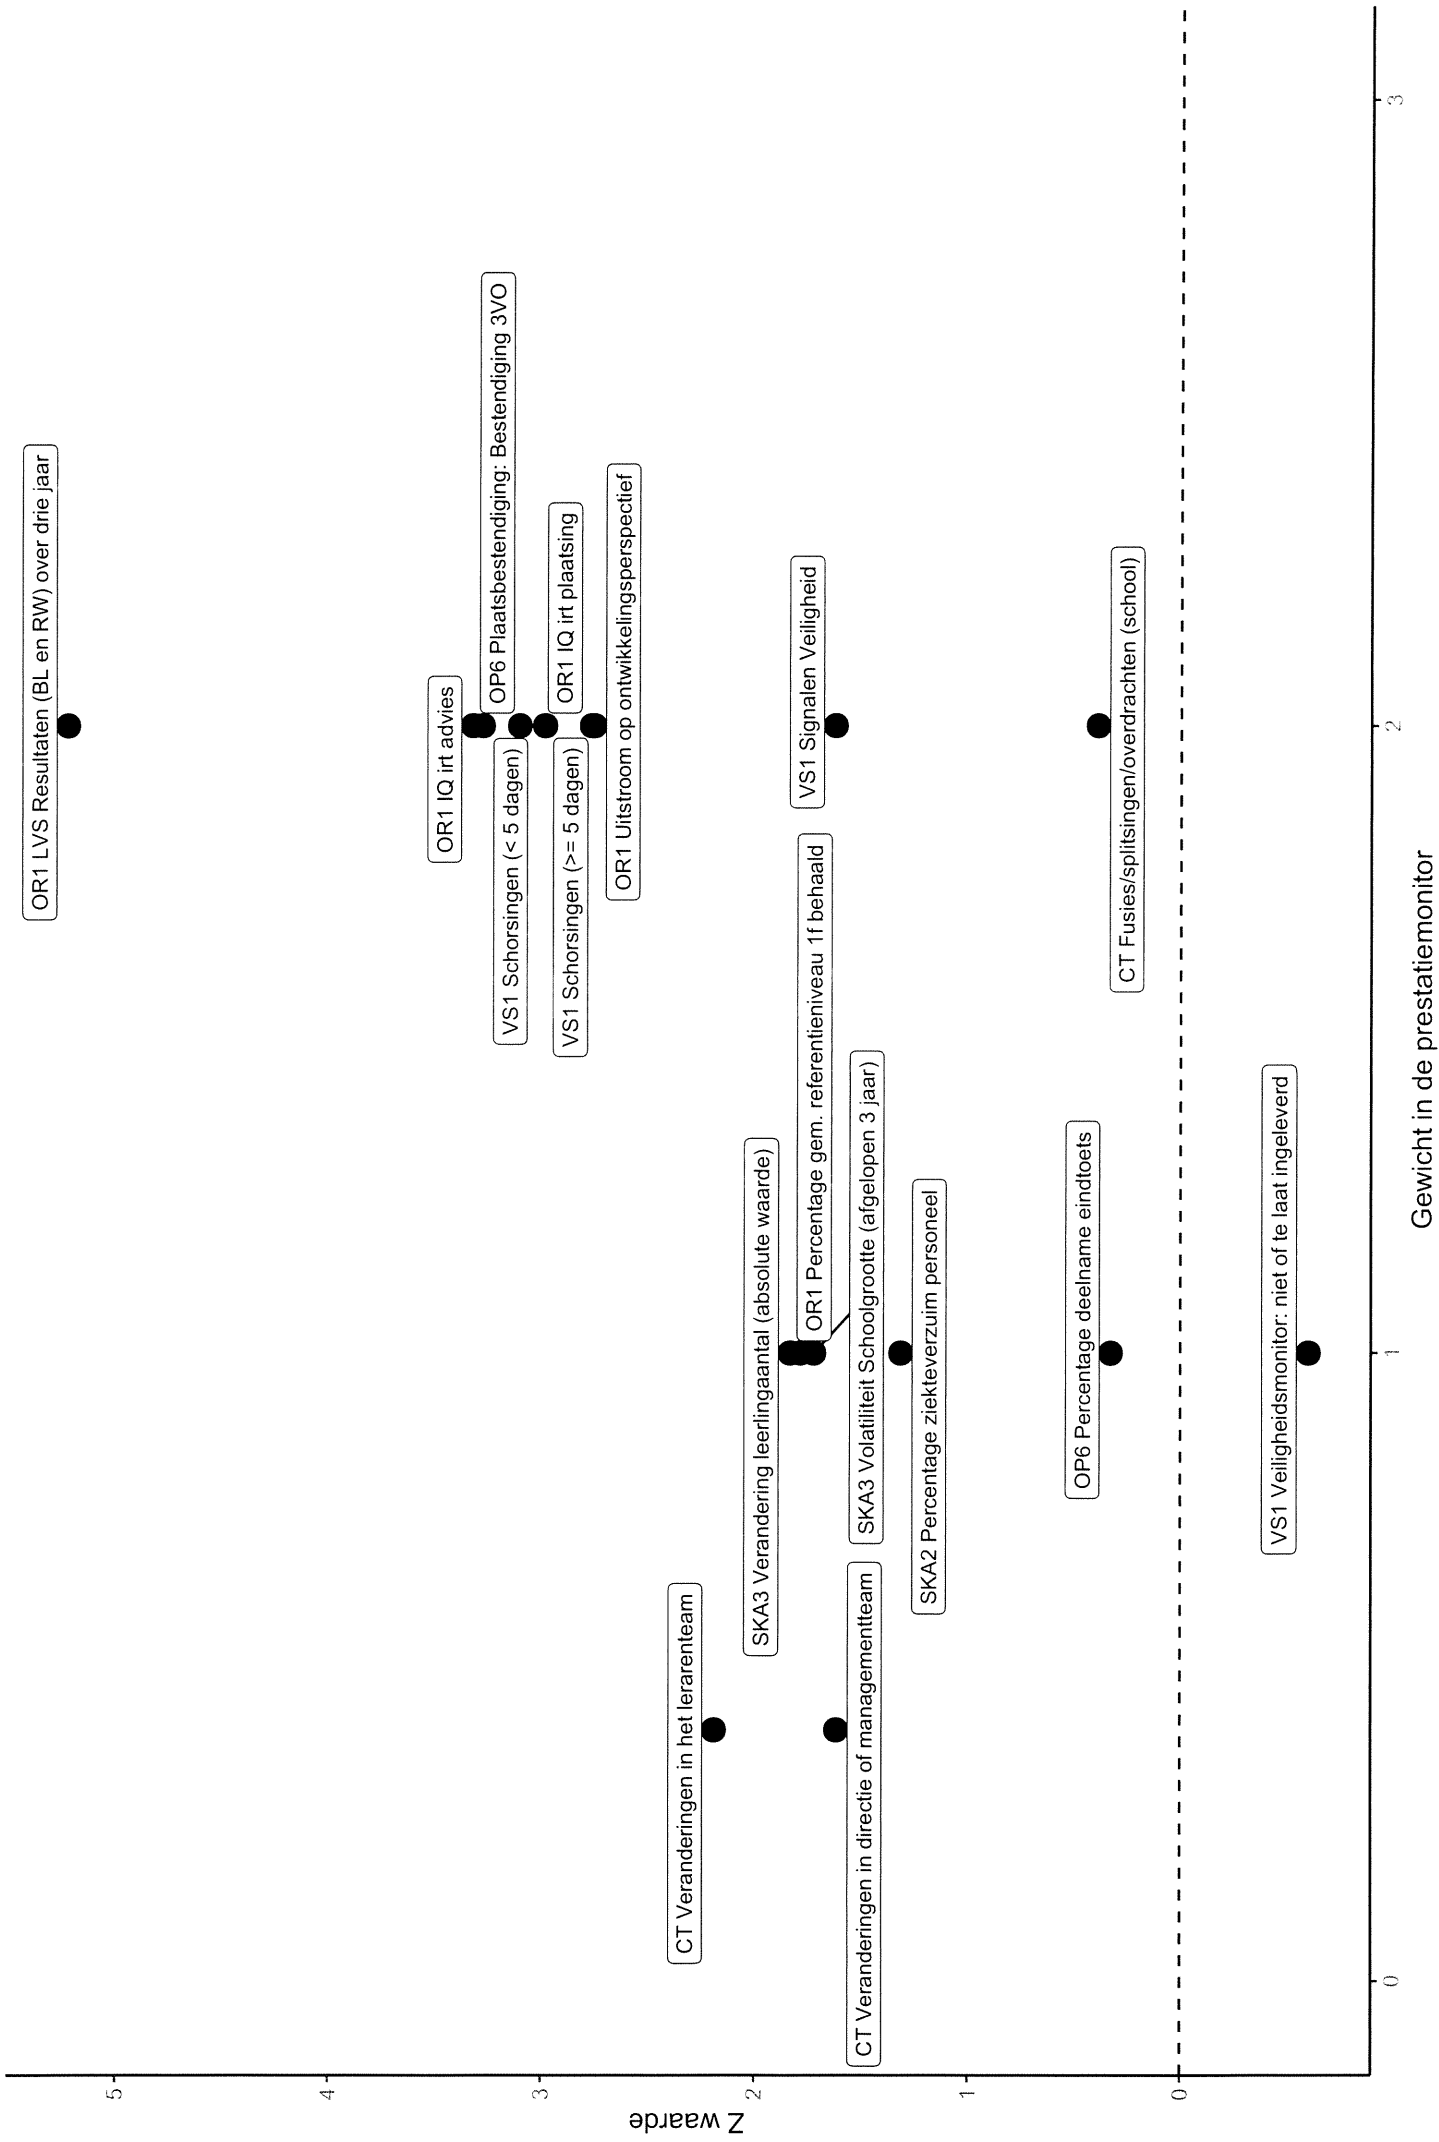 OR1 LVS Resultaten (BL en RW) over drie jaar
OR1 IQ irt advies
OP6 Plaatsbestendiging: Bestendiging 3VO
VS1 Schorsingen (< 5 dagen)
OR1 IQ irt plaatsing
VS1 Schorsingen (>= 5 dagen)
OR1 Uitstroom op ontwikkelingsperspectief
CT Veranderingen in het lerarenteam
SKA3 Verandering leerlingaantal (absolute waarde)
VS1 Signalen Veiligheid
OR1 Percentage gem. referentieniveau 1f behaald
CT Veranderingen in directie of managementteam
SKA3 Volatiliteit Schoolgrootte (afgelopen 3 jaar)
SKA2 Percentage ziekteverzuim personeel
OP6 Percentage deelname eindtoets
CT Fusies/splitsingen/overdrachten (school)
VS1 Veiligheidsmonitor: niet of te laat ingeleverd
5
4
3
2
1
0
Z waarde
0
1
2
3
Gewicht in de prestatiemonitor